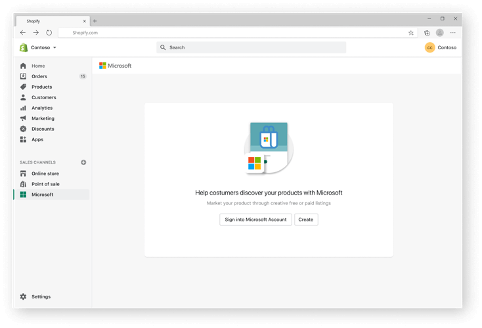 Shopify
Shopify.com
Contoso
Search
CC Contoso
Home
Orders 15
Products
Customers
Analytics
Marketing
Discounts
Apps
SALES CHANNELS
Online store
Point of sale
Microsoft
Settings
Microsoft
Help costumers discover your products with Microsoft
Market your product through creative free or paid listings
Sign into Microsoft Account Create